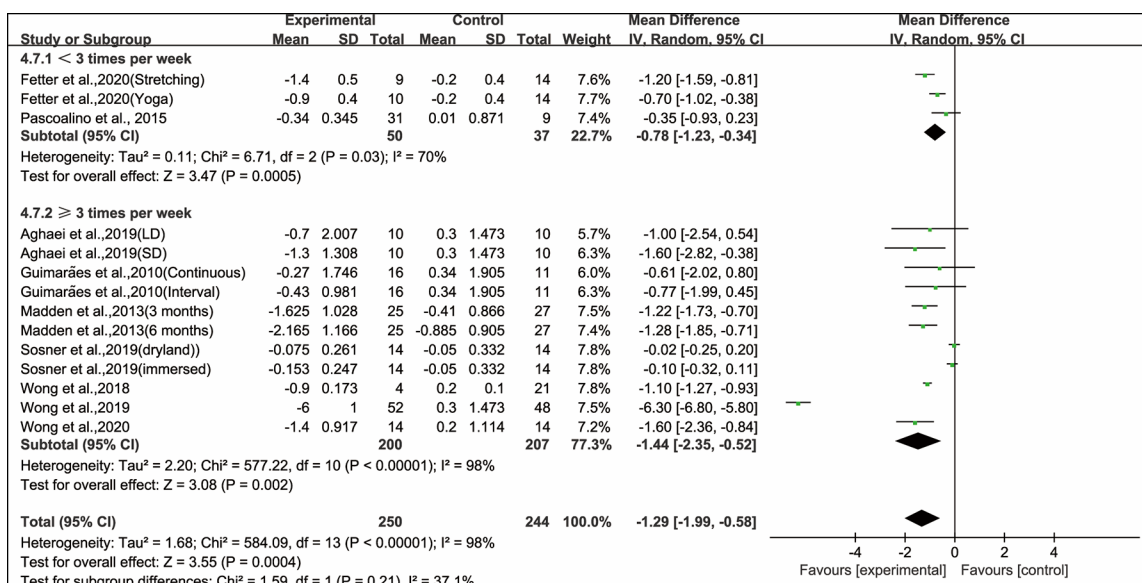 Experimental Control Mean Difference Mean Difference
Study or Subgroup Mean SD Total Mean SD Total Weight IV, Random, 95% CI IV, Random, 95% CI
4.7.1 < 3 times per week
Fetter et al.,2020(Stretching) -1.4 0.5 9 -0.2 0.4 14 7.6% -1.20 [-1.59, -0.81]
Fetter et al.,2020(Yoga) -0.9 0.4 10 -0.2 0.4 14 7.7% -0.70 [-1.02, -0.38]
Pascoalino et al., 2015 -0.34 0.345 31 0.01 0.871 9 7.4% -0.35 [-0.93, 0.23]
Subtotal (95% CI) 50 37 22.7% -0.78 [-1.23, -0.34]
Heterogeneity: Tau² = 0.11; Chi² = 6.71, df = 2 (P = 0.03); I² = 70%
Test for overall effect: Z = 3.47 (P = 0.0005)
4.7.2 ≥ 3 times per week
Aghaei et al.,2019(LD) -0.7 2.007 10 0.3 1.473 10 5.7% -1.00 [-2.54, 0.54]
Aghaei et al.,2019(SD) -1.3 1.308 10 0.3 1.473 10 6.3% -1.60 [-2.82, -0.38]
Guimarães et al.,2010(Continuous) -0.27 1.746 16 0.34 1.905 11 6.0% -0.61 [-2.02, 0.80]
Guimarães et al.,2010(Interval) -0.43 0.981 16 0.34 1.905 11 6.6% -0.77 [-1.99, 0.45]
Madden et al.,2013(3 months) -1.625 1.028 25 -0.41 0.866 27 7.5% -1.22 [-1.73, -0.70]
Madden et al.,2013(6 months) -2.165 1.166 25 -0.885 0.905 27 7.4% -1.28 [-1.85, -0.71]
Sosner et al.,2019(dryland)) -0.075 0.261 14 -0.05 0.332 14 7.8% -0.02 [-0.25, 0.20]
Sosner et al.,2019(immersed) -0.153 0.247 14 -0.05 0.332 14 7.8% -0.10 [-0.32, 0.11]
Wong et al.,2018 -0.9 0.173 4 0.2 0.1 21 7.8% -1.10 [-1.27, -0.93]
Wong et al.,2019 -6 1 52 0.3 1.473 48 7.5% -6.30 [-6.80, -5.80]
Wong et al.,2020 -1.4 0.917 14 0.2 1.114 14 7.2% -1.60 [-2.36, -0.84]
Subtotal (95% CI) 200 207 77.3% -1.44 [-2.35, -0.52]
Heterogeneity: Tau² = 2.20; Chi² = 577.22, df = 10 (P < 0.00001); I² = 98%
Test for overall effect: Z = 3.08 (P = 0.002)
Total (95% CI) 250 244 100.0% -1.29 [-1.99, -0.58]
Heterogeneity: Tau² = 1.68; Chi² = 584.09, df = 13 (P < 0.00001); I² = 98%
Test for overall effect: Z = 3.55 (P = 0.0004)
Test for subgroup differences: Chi² = 1.59, df = 1 (P = 0.21), I² = 37.1%
-4 -2 0 2 4
Favours [experimental] Favours [control]